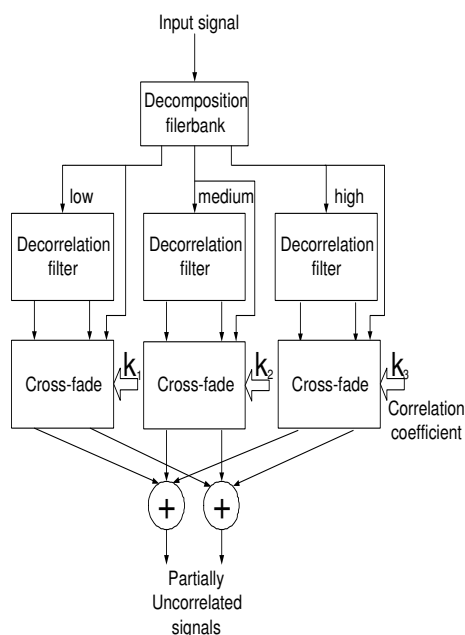 Input signal
Decomposition
filerbank
low
medium
high
Decorrelation
filter
Decorrelation
filter
Decorrelation
filter
Cross-fade
k1
Cross-fade
k2
Cross-fade
k3
Correlation
coefficient
+
+
Partially
Uncorrelated
signals